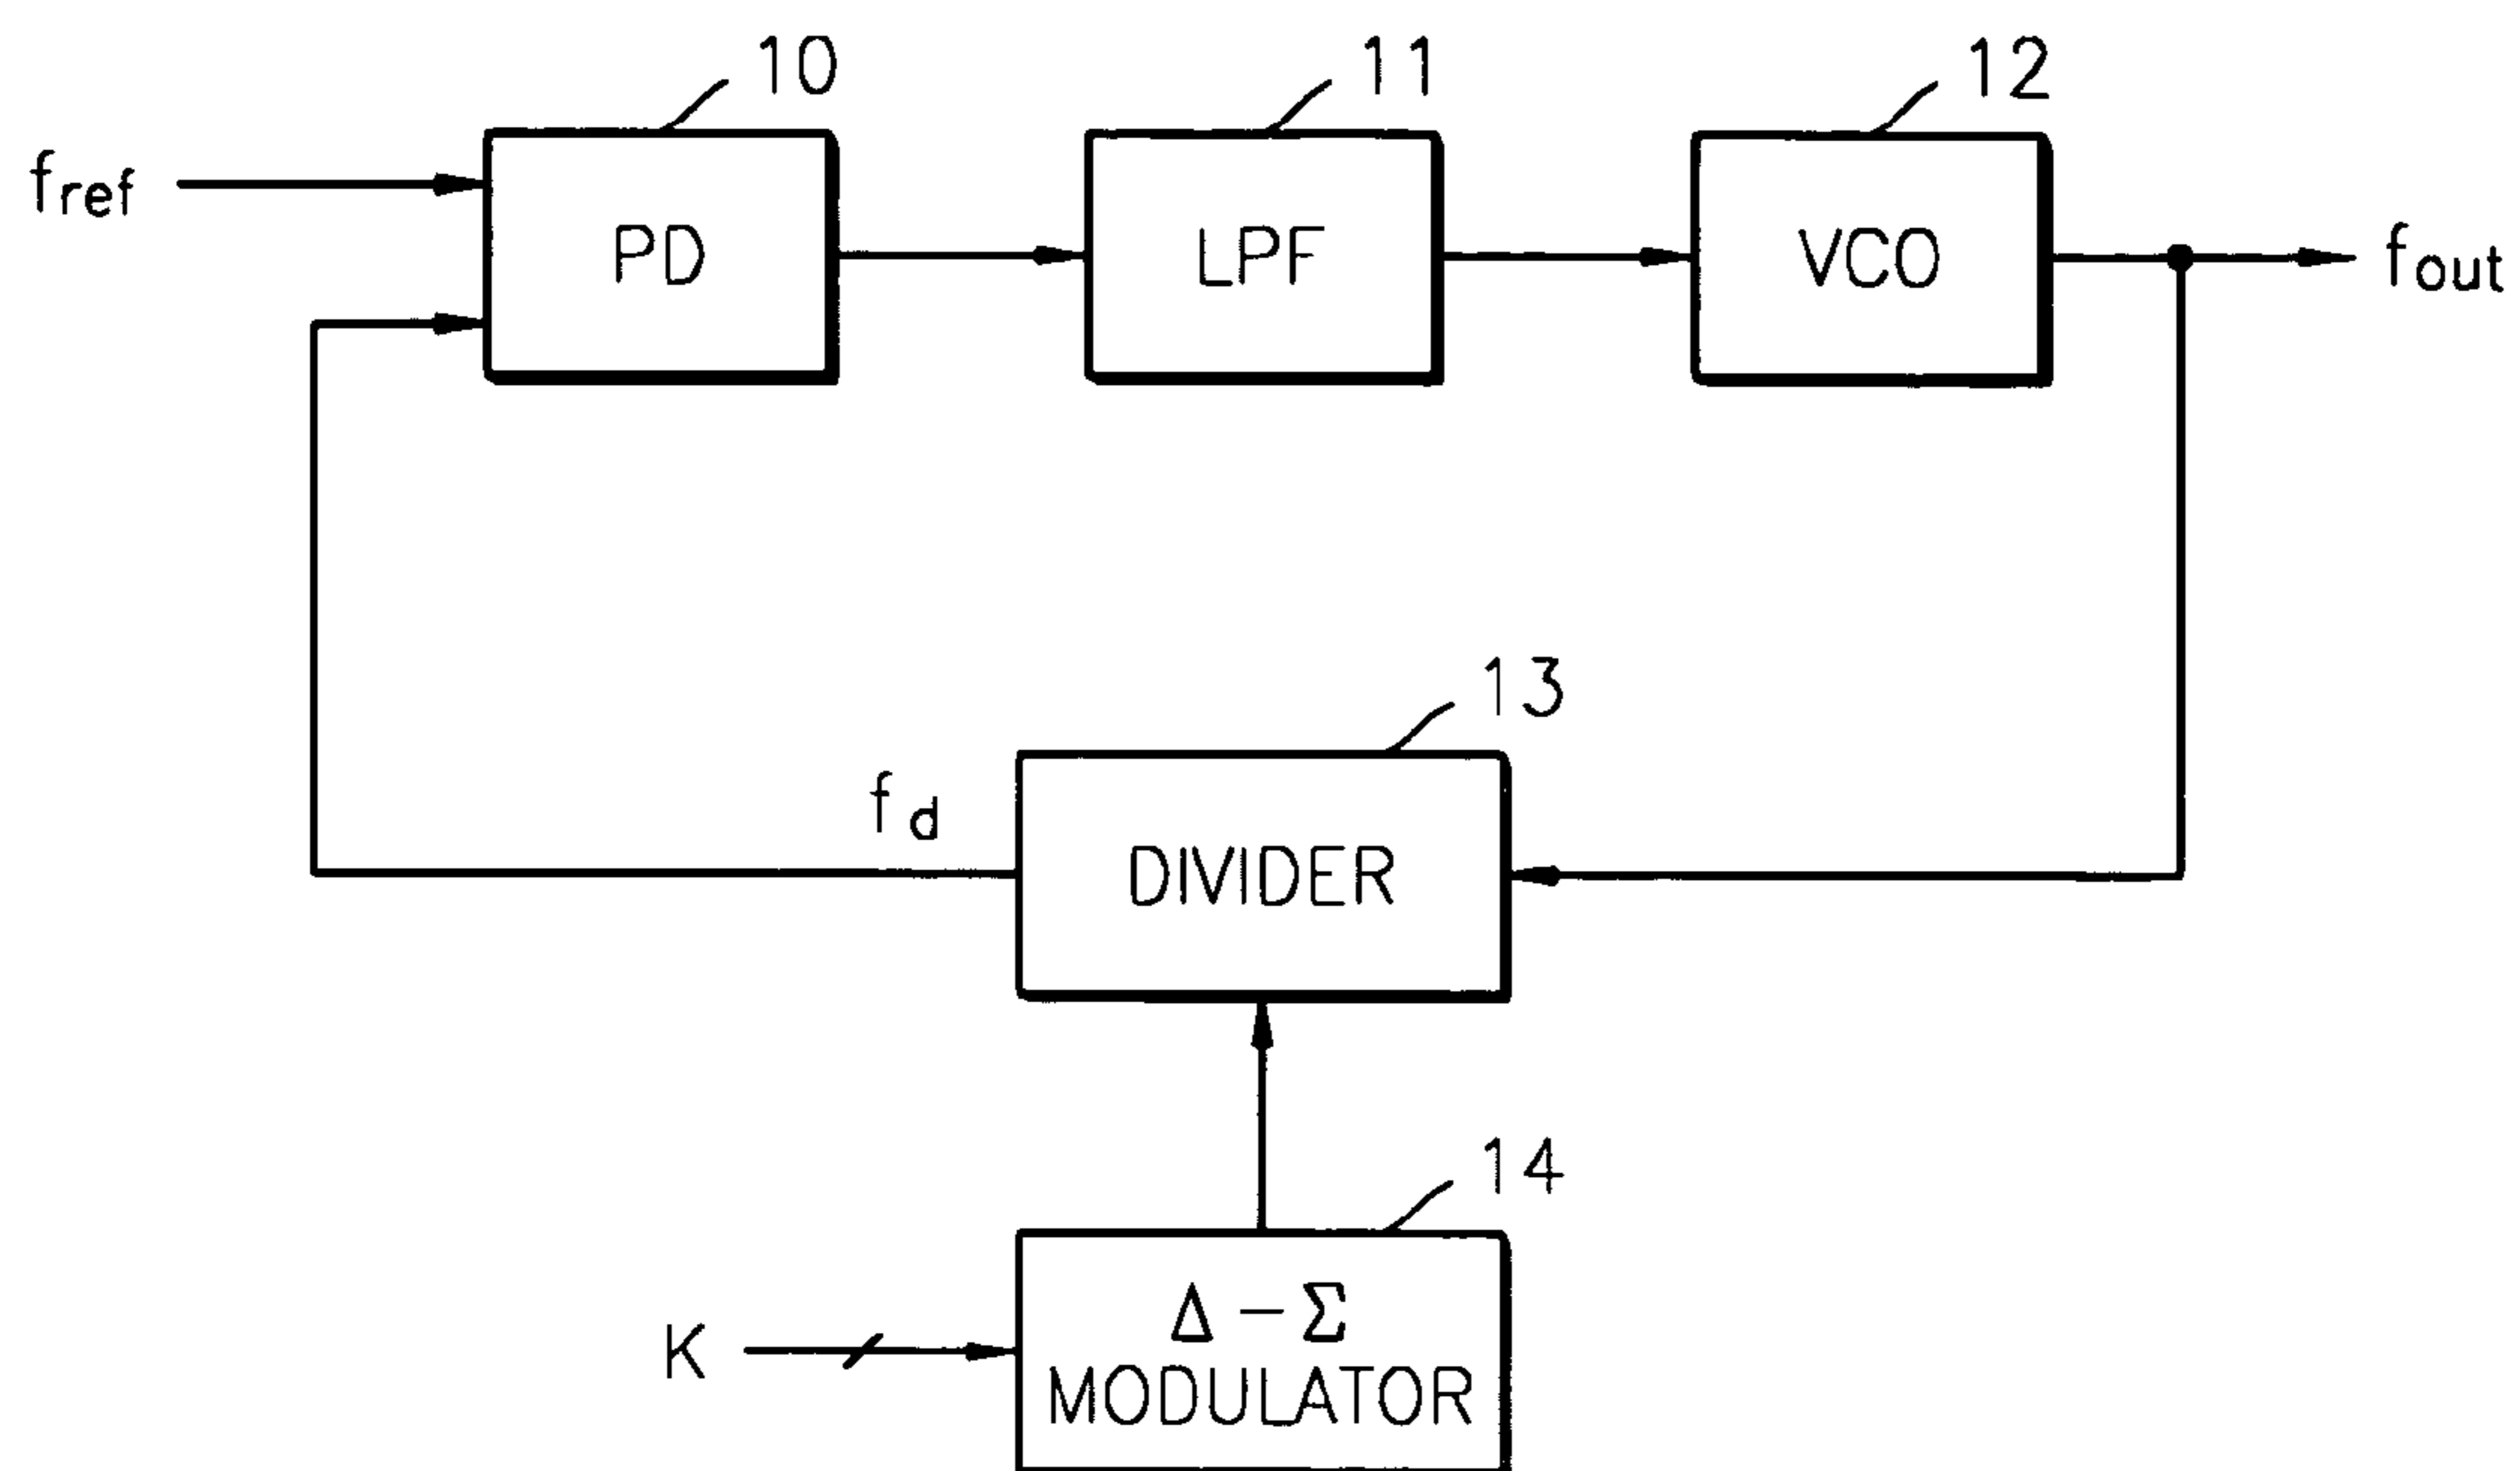 10
11
12
fref
PD
LPF
VCO
fout
13
fd
DIVIDER
14
Δ-Σ
MODULATOR
K